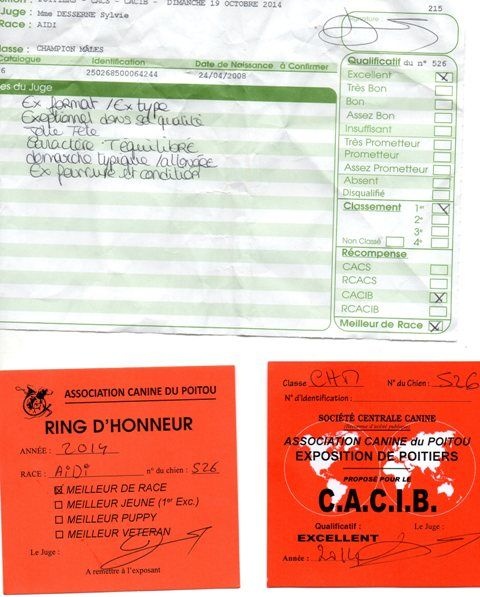 POITIERS - CACS - CACIB - DIMANCHE 19 OCTOBRE 2014
215
Juge : Mme DESSERNE Sylvie
Race : AIDI
Signature
Classe : CHAMPION MÂLES
Catalogue Identification Date de Naissance à Confirmer
6 250268500064244 24/04/2008
es du Juge
Ex format / Ex type
Exceptionnel dans sa qualité
Jolie Tête
Caractère T équilibré
démarche typique / allongée
Ex fourrure et condition
Qualificatif du n° 526
Excellent X
Très Bon
Bon
Assez Bon
Insuffisant
Très Prometteur
Prometteur
Assez Prometteur
Absent
Disqualifié
Classement 1er X
2e
3e
Non Classé 4e
Récompense
CACS
RCACS
CACIB X
RCACIB
Meilleur de Race X
ASSOCIATION CANINE DU POITOU
RING D'HONNEUR
ANNÉE : 2014
RACE : AiDi n° du chien : 526
☒ MEILLEUR DE RACE
☐ MEILLEUR JEUNE (1er Exc.)
☐ MEILLEUR PUPPY
☐ MEILLEUR VETERAN
Le Juge :
A remettre à l'exposant
Classe CHM N° du Chien : 526
N° d'Identification :
SOCIÉTÉ CENTRALE CANINE
(Reconnue d'utilité publique)
ASSOCIATION CANINE du POITOU
EXPOSITION DE POITIERS
PROPOSÉ POUR LE
C.A.C.I.B.
Qualificatif : Le Juge :
EXCELLENT
Année : 2014